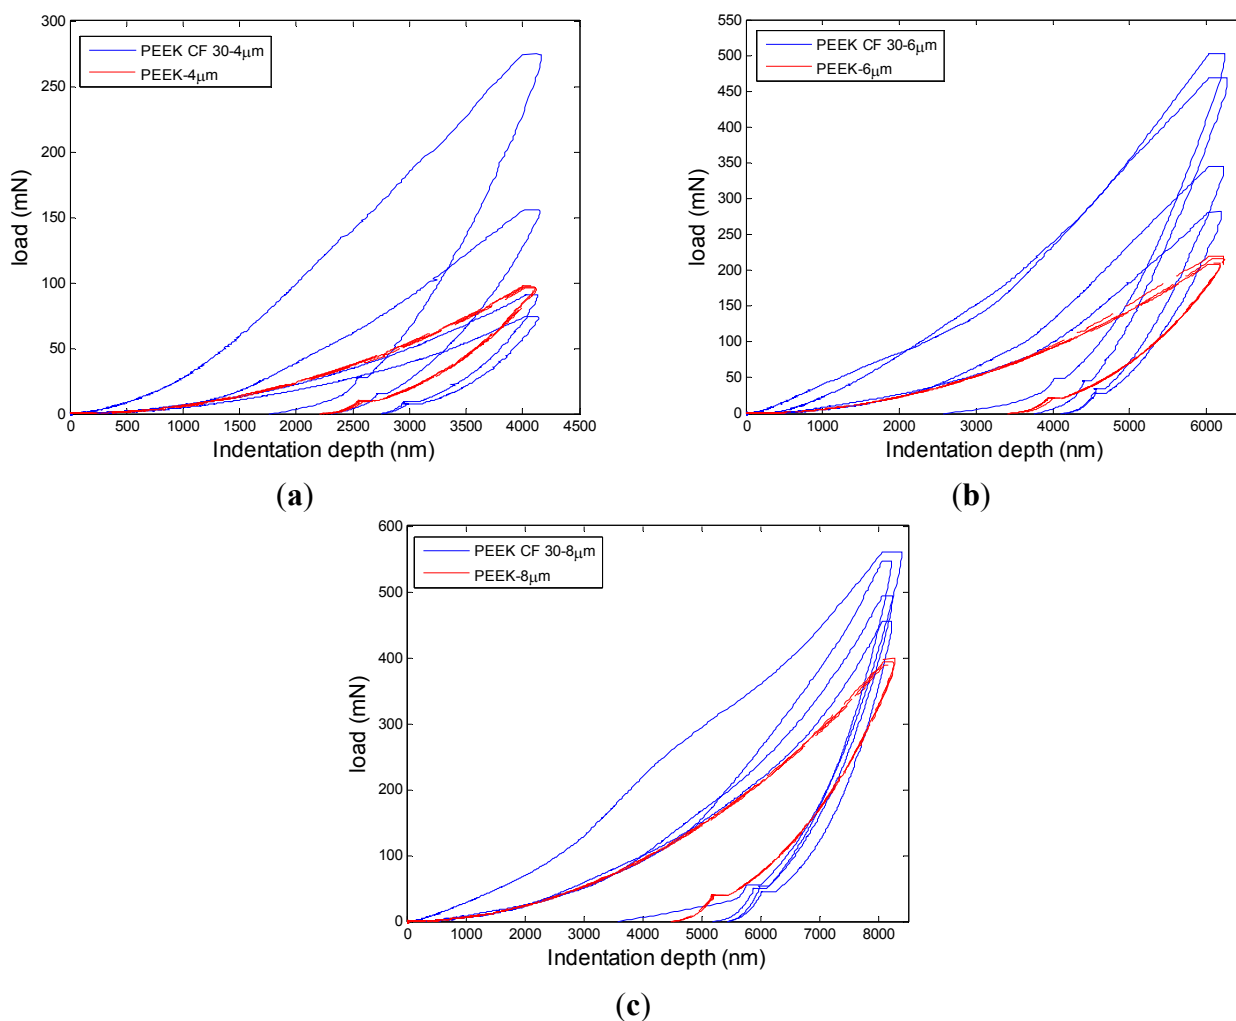 300
250
200
150
100
50
0
load (mN)
PEEK CF 30-4μm
PEEK-4μm
0 500 1000 1500 2000 2500 3000 3500 4000 4500
Indentation depth (nm)
(a)
550
500
450
400
350
300
250
200
150
100
50
0
load (mN)
PEEK CF 30-6μm
PEEK-6μm
0 1000 2000 3000 4000 5000 6000
Indentation depth (nm)
(b)
600
500
400
300
200
100
0
load (mN)
PEEK CF 30-8μm
PEEK-8μm
0 1000 2000 3000 4000 5000 6000 7000 8000
Indentation depth (nm)
(c)